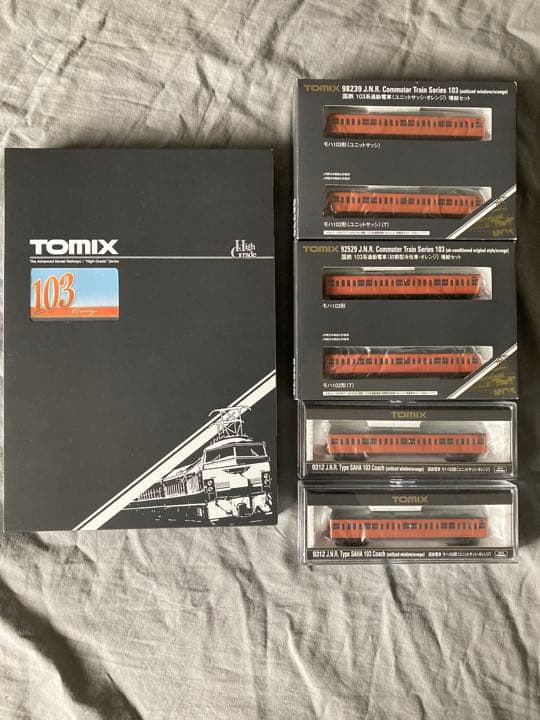 TOMIX
The Advanced Model Railways "High-Grade" Series
High
Grade
103
Orange
TOMIX 98239 J.N.R. Commuter Train Series 103 (unitized window/orange)
国鉄 103系通勤電車(ユニットサッシ・オレンジ) 増結セット
モハ103形(ユニットサッシ)
モハ102形(ユニットサッシ)(T)
TOMIX 92529 J.N.R. Commuter Train Series 103 (air-conditioned original style/orange)
国鉄 103系通勤電車(初期型冷改車・オレンジ) 増結セット
モハ103形
モハ102形(T)
TOMIX
9312 J.N.R. Type SAHA 103 Coach (unitized window/orange)
TOMIX
9312 J.N.R. Type SAHA 103 Coach (unitized window/orange)